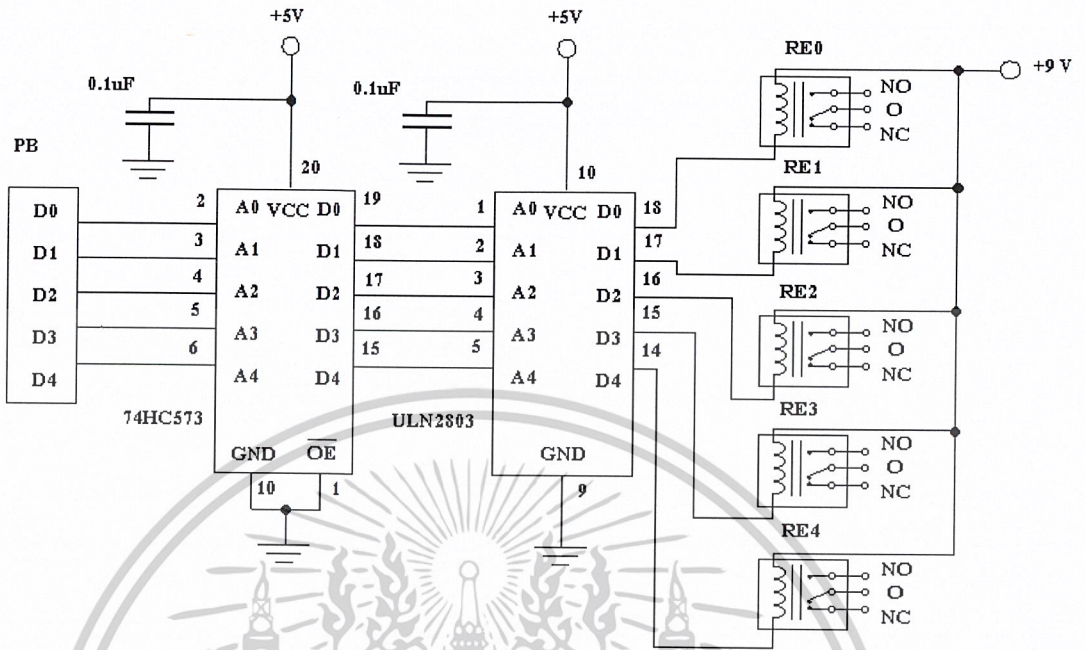 +5V
+5V
RE0
+9 V
0.1uF
0.1uF
NO
O
NC
PB
20
10
RE1
D0
D1
D2
D3
D4
2
3
4
5
6
A0 VCC D0
A1 D1
A2 D2
A3 D3
A4 D4
19
18
17
16
15
1
2
3
4
5
A0 VCC D0
A1 D1
A2 D2
A3 D3
A4 D4
18
17
16
15
14
NO
O
NC
RE2
NO
O
NC
RE3
NO
O
NC
RE4
NO
O
NC
74HC573
ULN2803
GND OE
10 1
GND
9